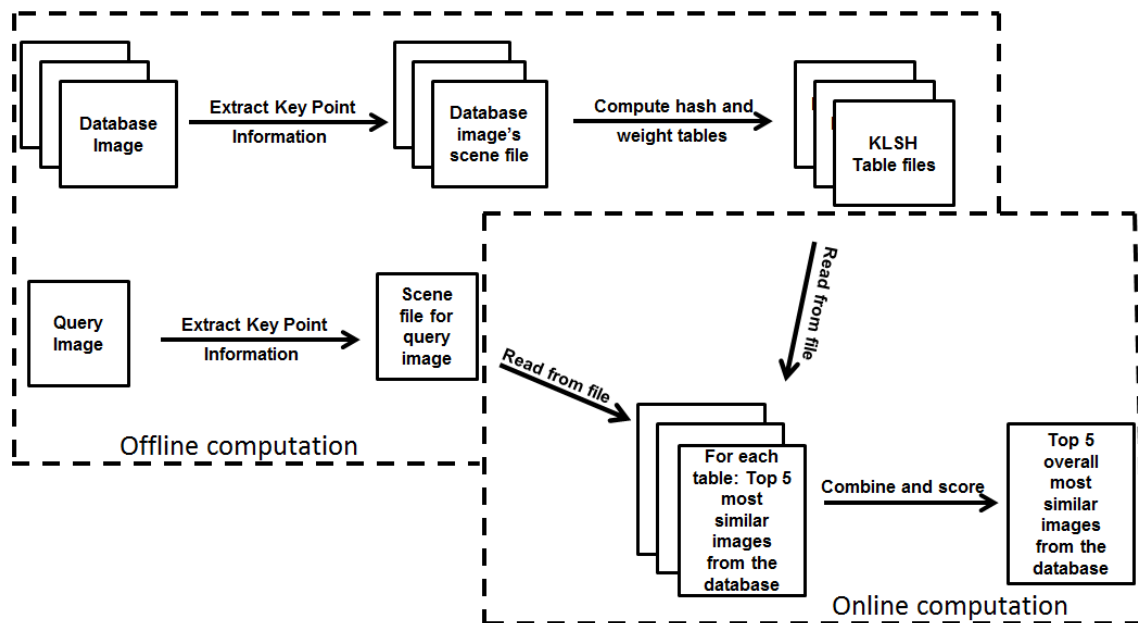 Database
Image
Extract Key Point
Information
Database
image's
scene file
Compute hash and
weight tables
KLSH
Table files
Query
Image
Extract Key Point
Information
Scene
file for
query
image
Read from file
Read from file
Offline computation
For each
table: Top 5
most
similar
images
from the
database
Combine and score
Top 5
overall
most
similar
images
from the
database
Online computation